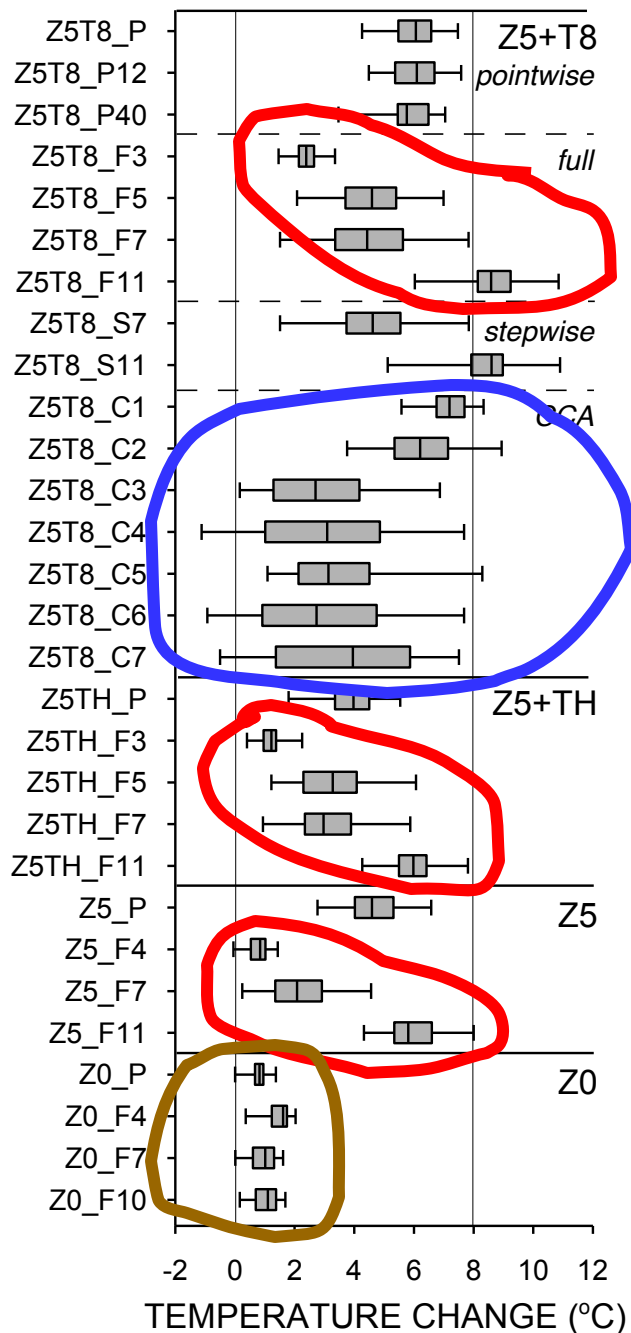 Z5T8_P Z5+T8
Z5T8_P12 pointwise
Z5T8_P40
Z5T8_F3 full
Z5T8_F5
Z5T8_F7
Z5T8_F11
Z5T8_S7 stepwise
Z5T8_S11
Z5T8_C1 CCA
Z5T8_C2
Z5T8_C3
Z5T8_C4
Z5T8_C5
Z5T8_C6
Z5T8_C7
Z5TH_P Z5+TH
Z5TH_F3
Z5TH_F5
Z5TH_F7
Z5TH_F11
Z5_P Z5
Z5_F4
Z5_F7
Z5_F11
Z0_P Z0
Z0_F4
Z0_F7
Z0_F10
-2 0 2 4 6 8 10 12
TEMPERATURE CHANGE (ºC)